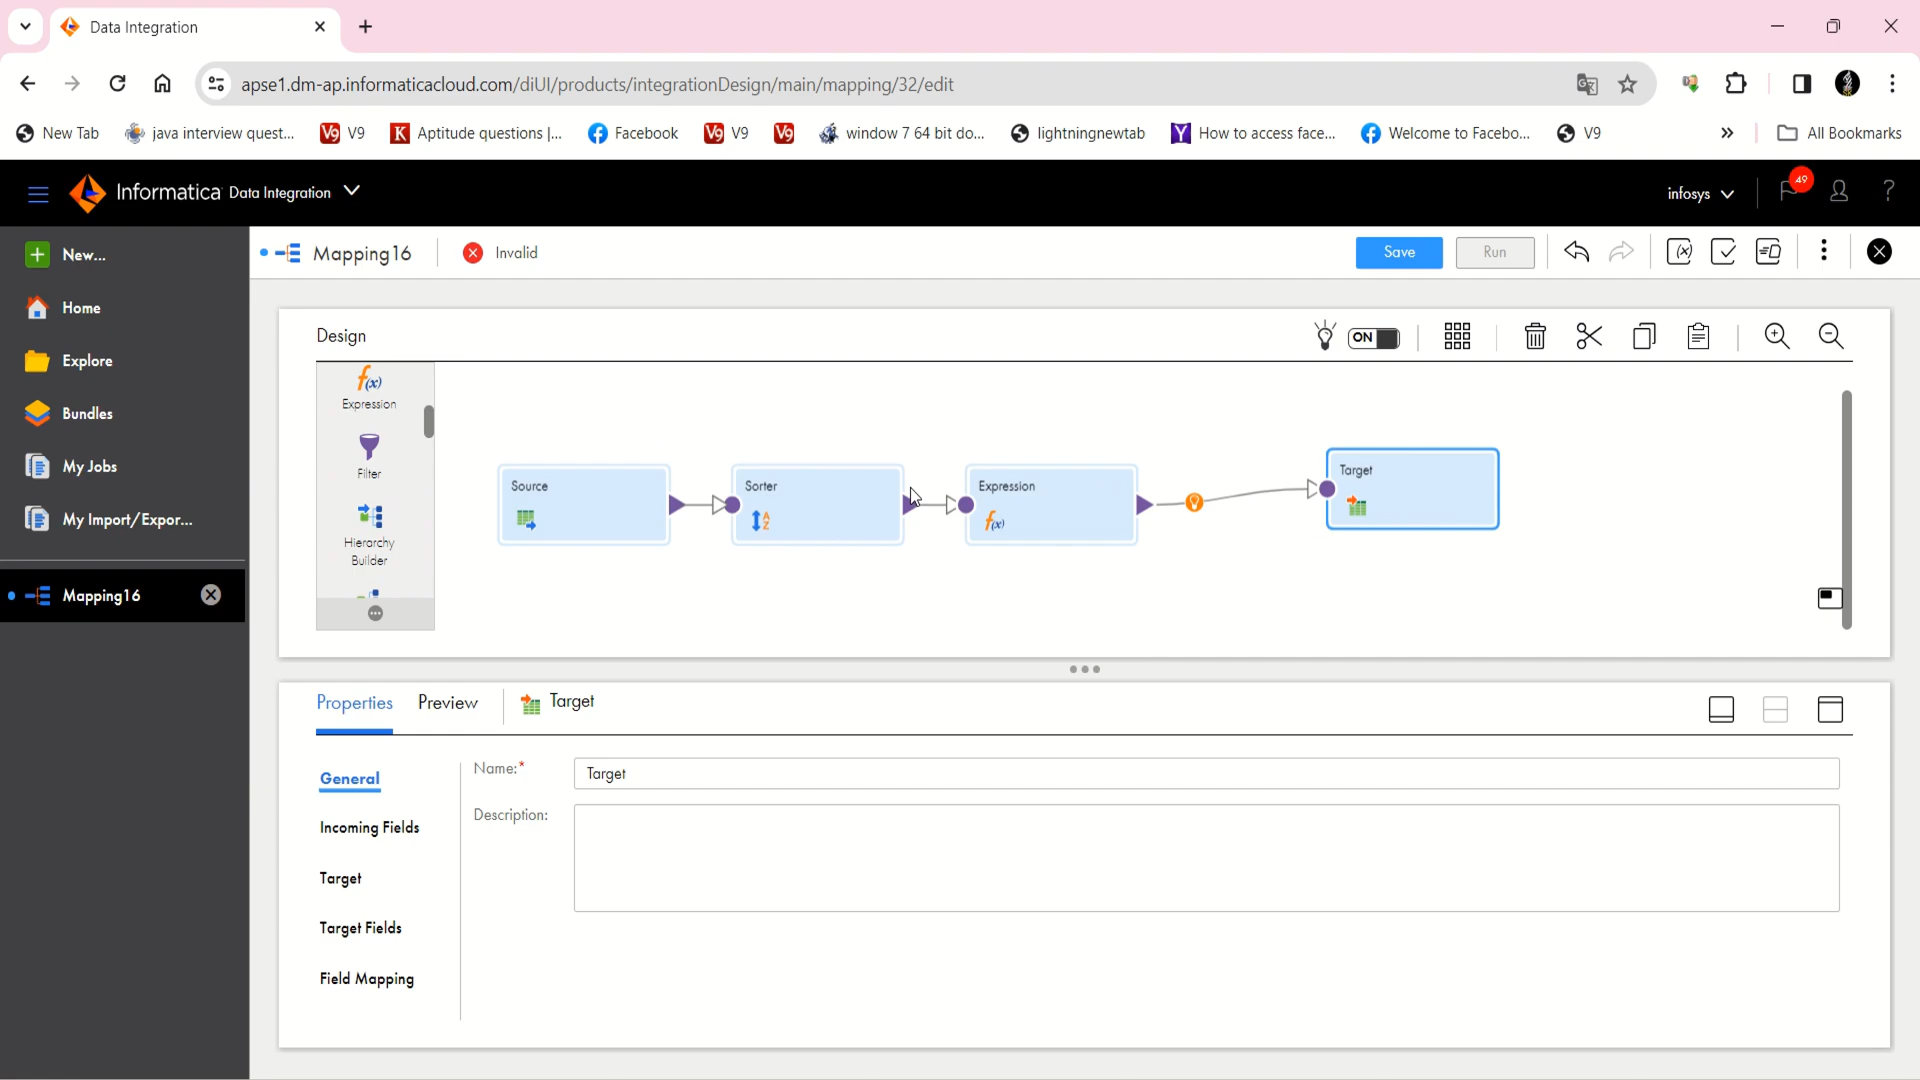 Data Integration
apse1.dm-ap.informaticacloud.com/diUI/products/integrationDesign/main/mapping/32/edit
New Tab
java interview quest...
V9 V9
K Aptitude questions |...
Facebook
V9 V9
V9
window 7 64 bit do...
lightningnewtab
Y How to access face...
Welcome to Facebo...
V9
»
All Bookmarks
Informatica Data Integration
infosys
49
?
New...
Home
Explore
Bundles
My Jobs
My Import/Expor...
Mapping16
Mapping16
Invalid
Save
Run
Design
ON
f(x)
Expression
Filter
Hierarchy
Builder
Source
Sorter
AZ
Expression
f(x)
Target
Properties
Preview
Target
General
Incoming Fields
Target
Target Fields
Field Mapping
Name:*
Target
Description: